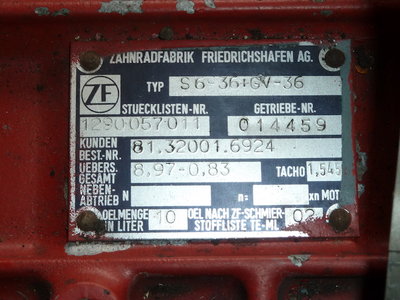 ZAHNRADFABRIK FRIEDRICHSHAFEN AG.
ZF
TYP S6-36+GV-36
STUECKLISTEN-NR. GETRIEBE-NR.
1290057011 014459
KUNDEN BEST.-NR. 81.32001.6924
UEBERS. GESAMT 8,97-0,83 TACHO 1,545
NEBEN-ABTRIEB N n= xn MOT
OELMENGE IN LITER 10 OEL NACH ZF-SCHMIER-STOFFLISTE TE-ML 02